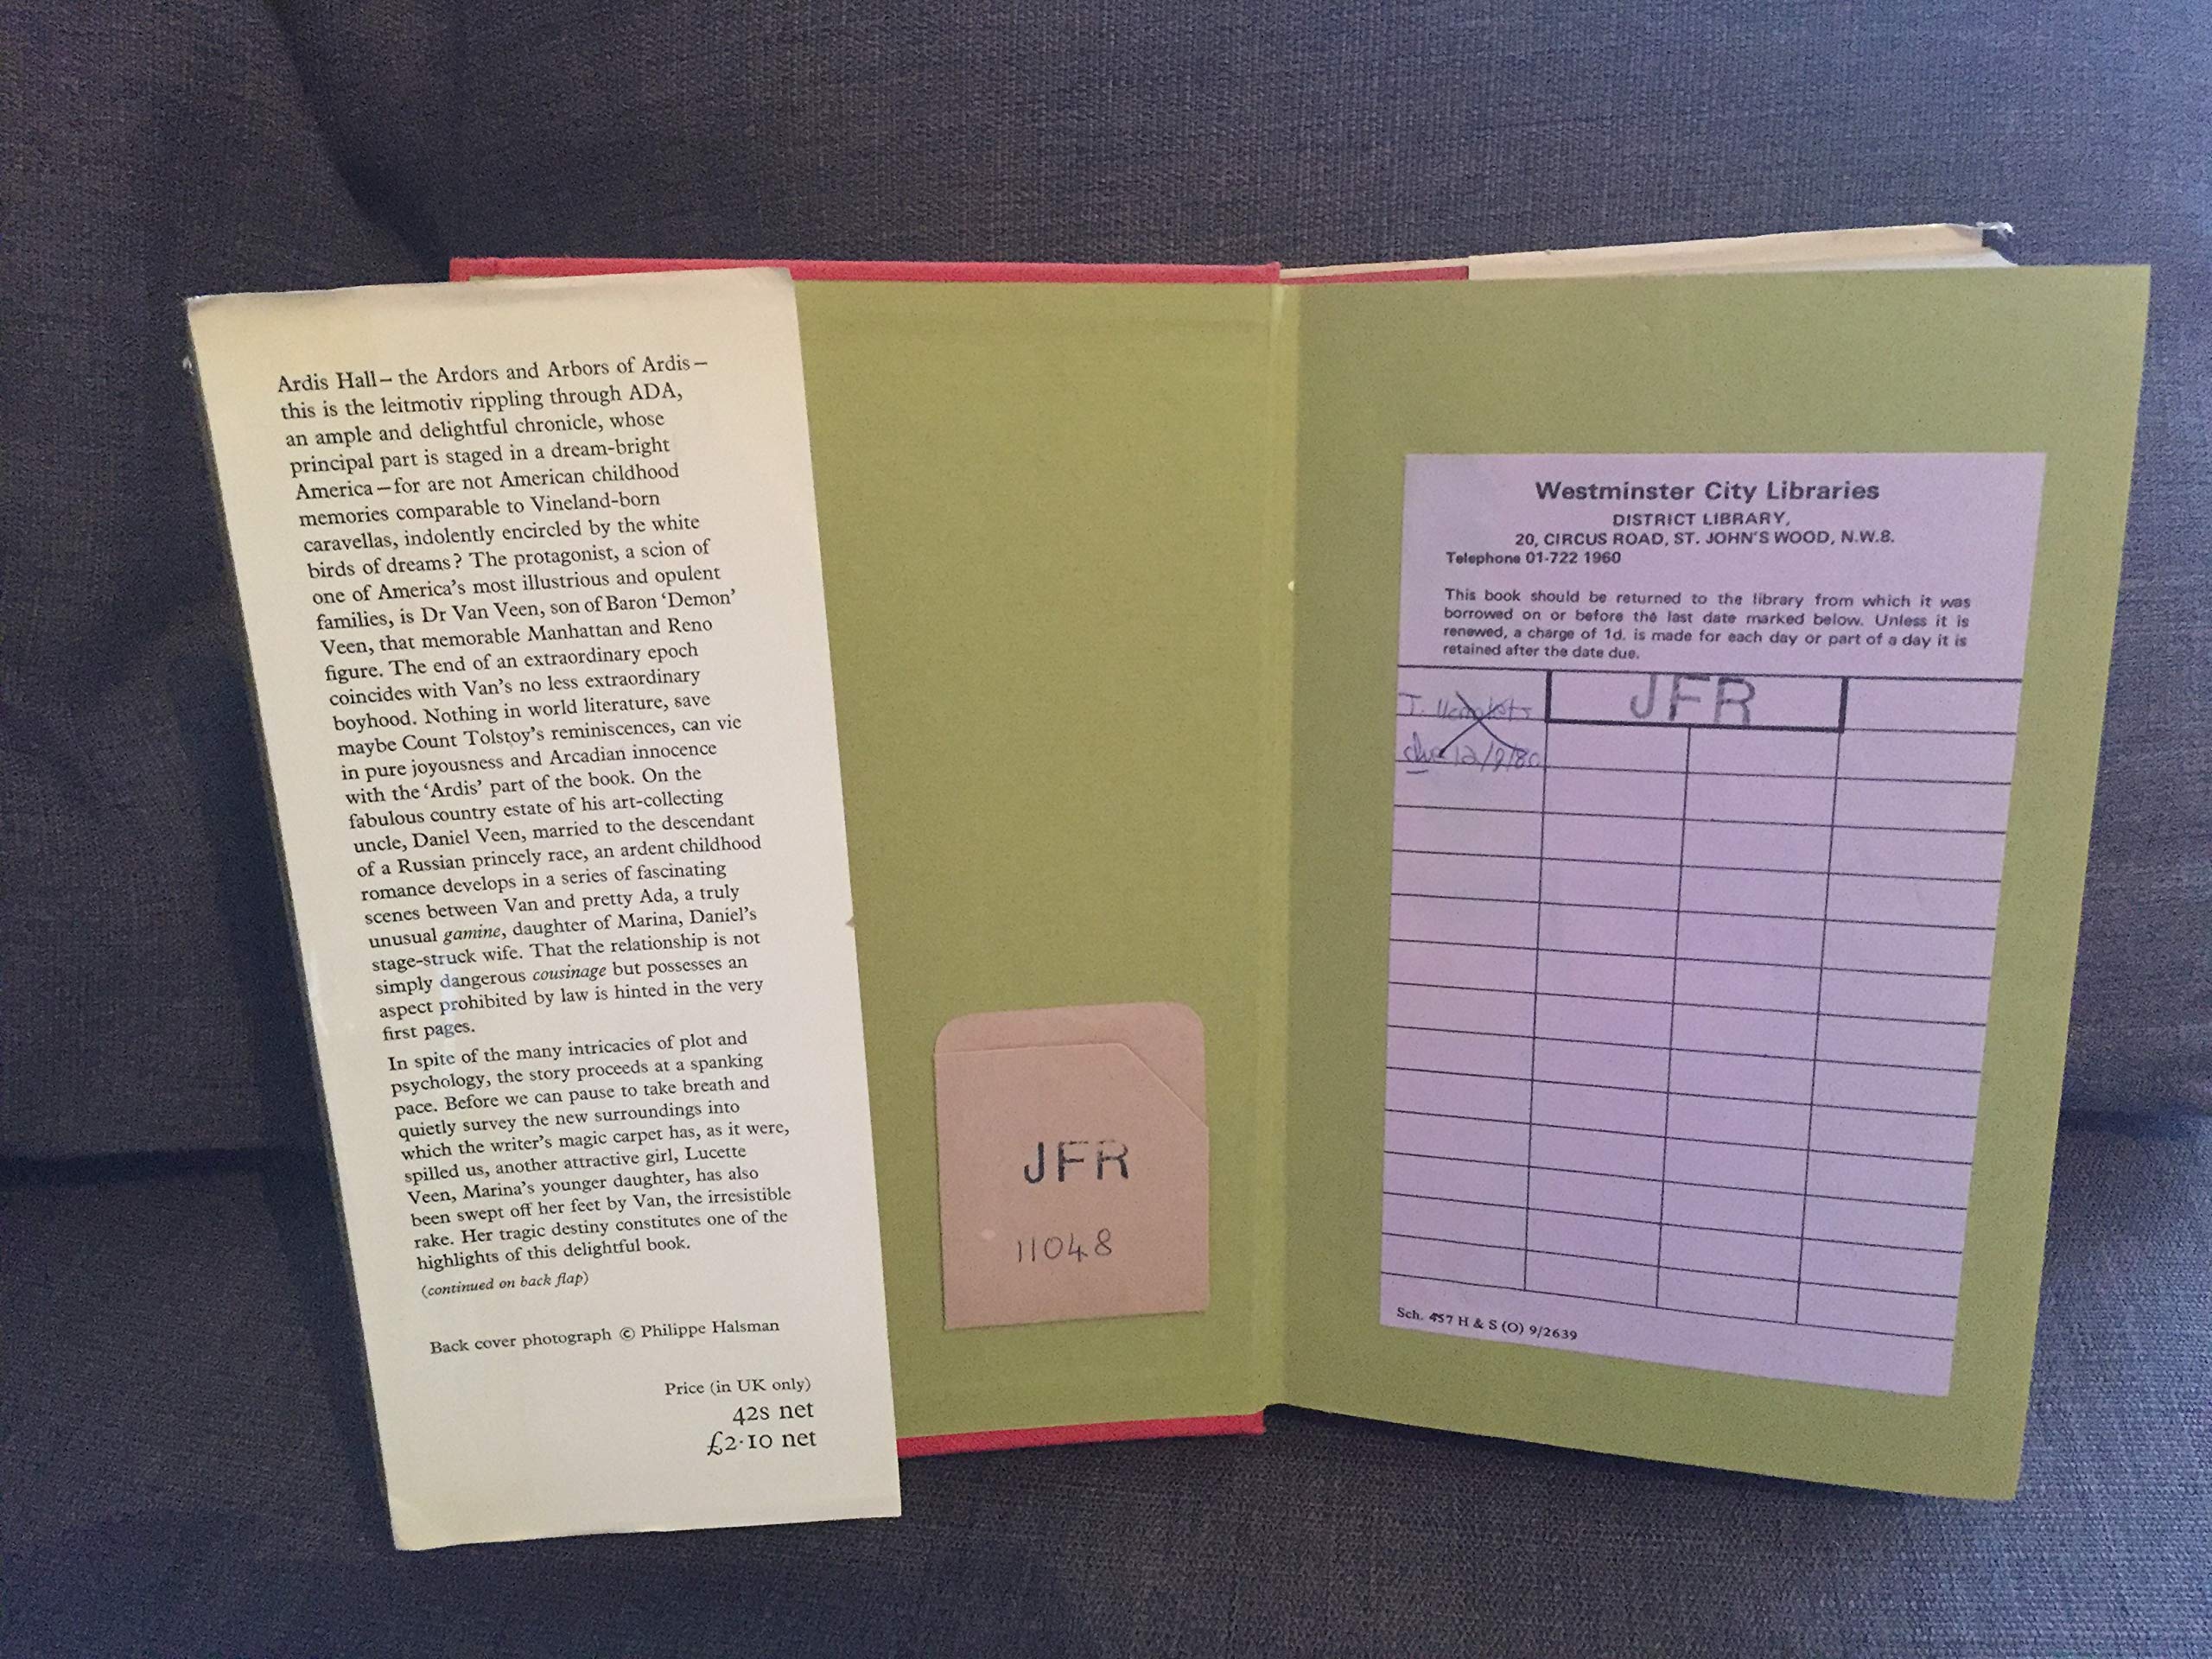 Ardis Hall – the Ardors and Arbors of Ardis –
this is the leitmotiv rippling through ADA,
an ample and delightful chronicle, whose
principal part is staged in a dream-bright
America – for are not American childhood
memories comparable to Vineland-born
caravellas, indolently encircled by the white
birds of dreams? The protagonist, a scion of
one of America's most illustrious and opulent
families, is Dr Van Veen, son of Baron 'Demon'
Veen, that memorable Manhattan and Reno
figure. The end of an extraordinary epoch
coincides with Van's no less extraordinary
boyhood. Nothing in world literature, save
maybe Count Tolstoy's reminiscences, can vie
in pure joyousness and Arcadian innocence
with the 'Ardis' part of the book. On the
fabulous country estate of his art-collecting
uncle, Daniel Veen, married to the descendant
of a Russian princely race, an ardent childhood
romance develops in a series of fascinating
scenes between Van and pretty Ada, a truly
unusual gamine, daughter of Marina, Daniel's
stage-struck wife. That the relationship is not
simply dangerous cousinage but possesses an
aspect prohibited by law is hinted in the very
first pages.
In spite of the many intricacies of plot and
psychology, the story proceeds at a spanking
pace. Before we can pause to take breath and
quietly survey the new surroundings into
which the writer's magic carpet has, as it were,
spilled us, another attractive girl, Lucette
Veen, Marina's younger daughter, has also
been swept off her feet by Van, the irresistible
rake. Her tragic destiny constitutes one of the
highlights of this delightful book.
(continued on back flap)
Back cover photograph © Philippe Halsman
Price (in UK only)
42s net
£2·10 net
JFR
11048
Westminster City Libraries
DISTRICT LIBRARY,
20, CIRCUS ROAD, ST. JOHN'S WOOD, N.W.8.
Telephone 01-722 1960
This book should be returned to the library from which it was
borrowed on or before the last date marked below. Unless it is
renewed, a charge of 1d. is made for each day or part of a day it is
retained after the date due.
JFR
due 12/9/80
Sch. 457 H & S (O) 9/2639